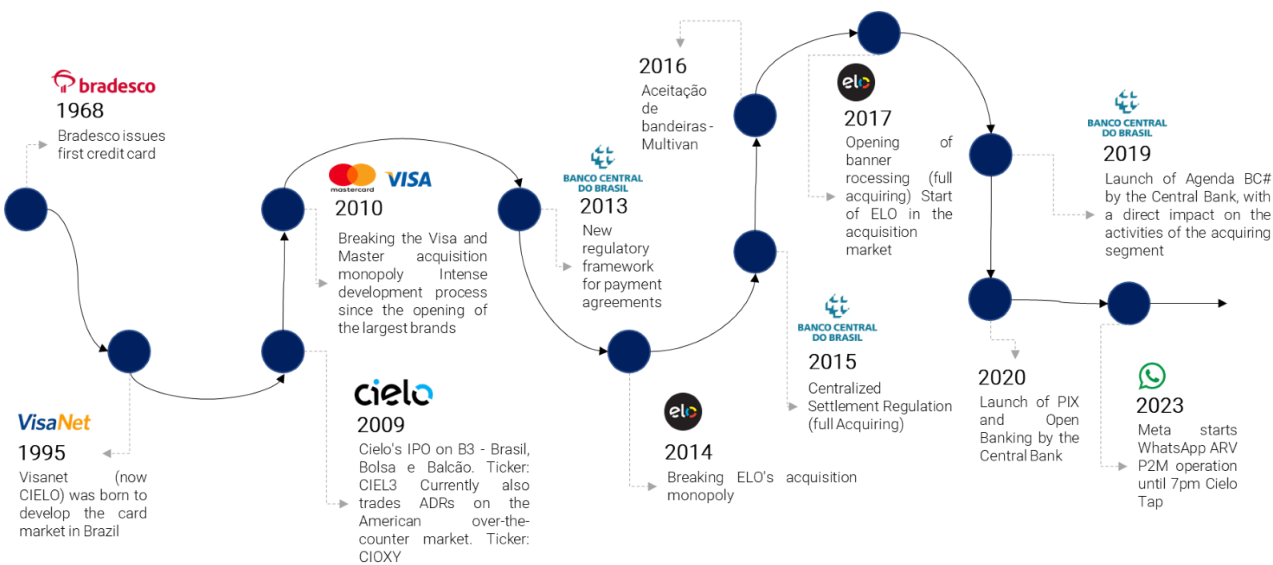 bradesco
1968
Bradesco issues
first credit card
VisaNet
1995
Visanet (now
CIELO) was born to
develop the card
market in Brazil
cielo
2009
Cielo's IPO on B3 - Brasil,
Bolsa e Balcão. Ticker:
CIEL3 Currently also
trades ADRs on the
American over-the-
counter market. Ticker:
CIOXY
mastercard
VISA
2010
Breaking the Visa and
Master acquisition
monopoly Intense
development process
since the opening of
the largest brands
BANCO CENTRAL
DO BRASIL
2013
New
regulatory
framework
for payment
agreements
elo
2014
Breaking ELO's acquisition
monopoly
BANCO CENTRAL
DO BRASIL
2015
Centralized
Settlement Regulation
(full Acquiring)
2016
Aceitação
de
bandeiras -
Multivan
elo
2017
Opening of
banner
rocessing (full
acquiring) Start
of ELO in the
acquisition
market
BANCO CENTRAL
DO BRASIL
2019
Launch of Agenda BC#
by the Central Bank, with
a direct impact on the
activities of the acquiring
segment
2020
Launch of PIX
and Open
Banking by the
Central Bank
2023
Meta starts
WhatsApp ARV
P2M operation
until 7pm Cielo
Tap